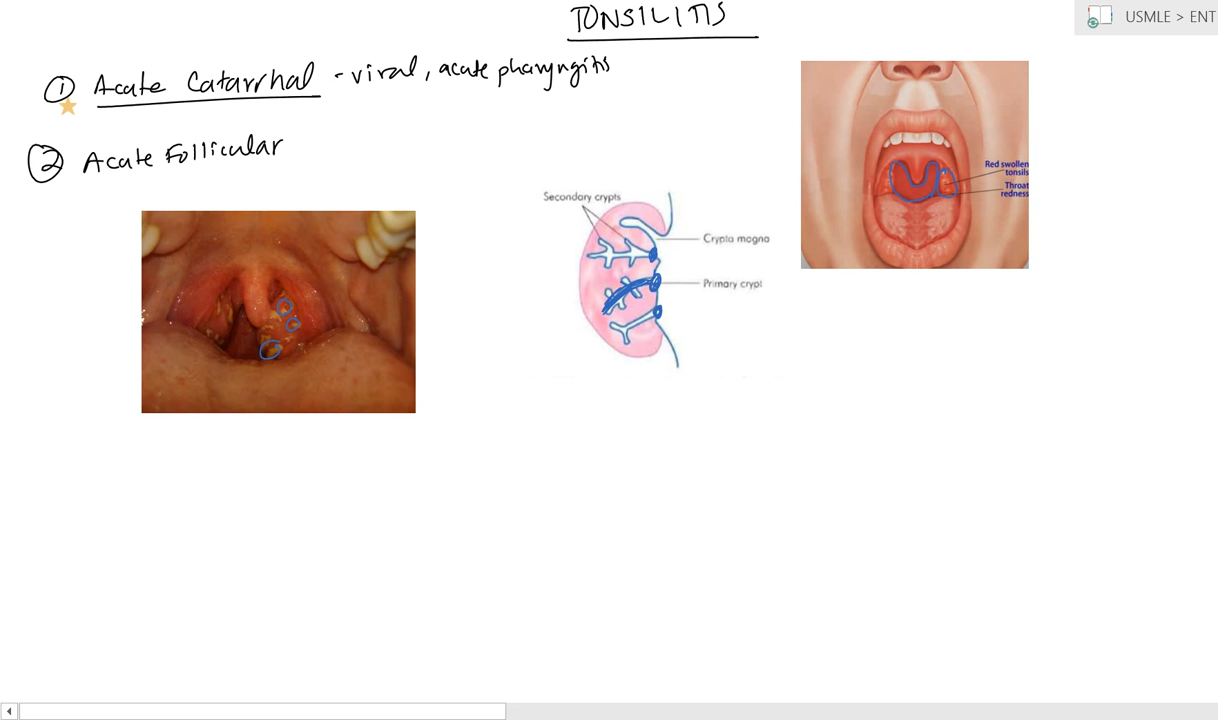 TONSILITIS
USMLE > ENT
① Acute Catarrhal - viral, acute pharyngitis
② Acute Follicular
Red swollen
tonsils
Throat
redness
Secondary crypts
Crypta magna
Primary crypt